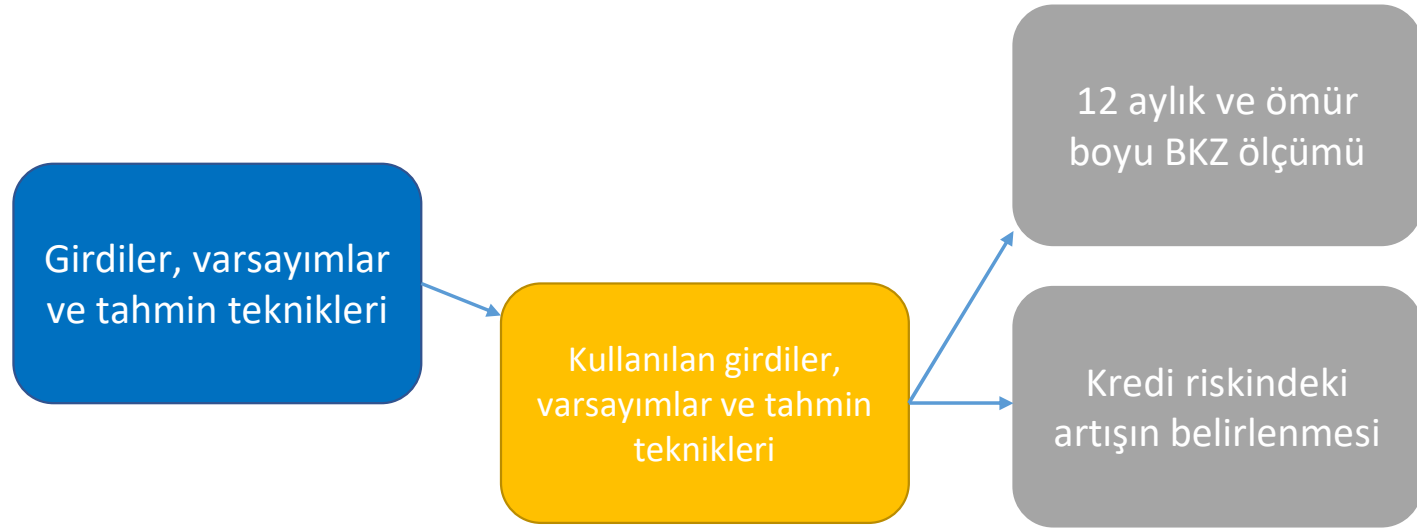 Girdiler, varsayımlar
ve tahmin teknikleri
Kullanılan girdiler,
varsayımlar ve tahmin
teknikleri
12 aylık ve ömür
boyu BKZ ölçümü
Kredi riskindeki
artışın belirlenmesi